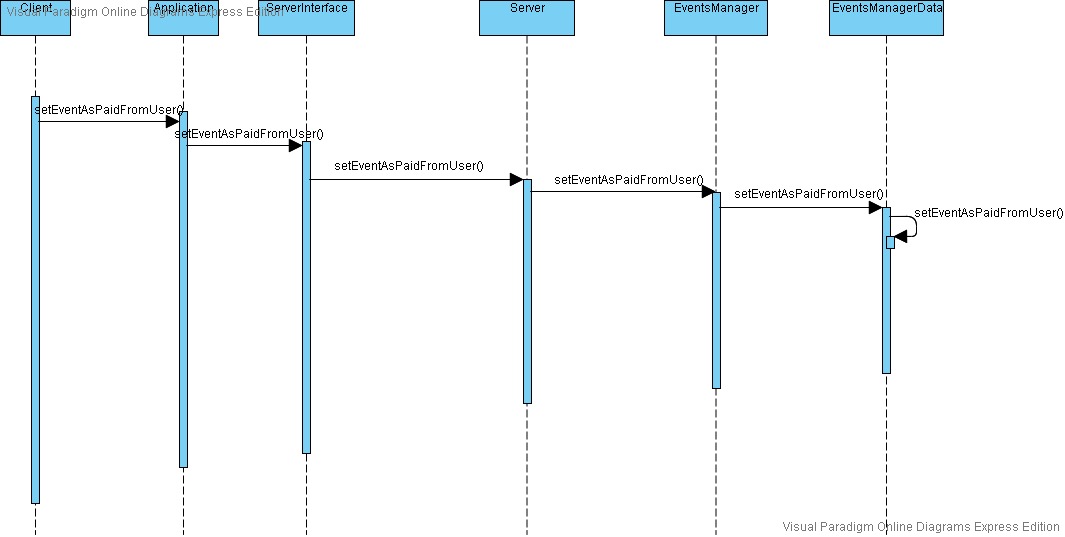 Client
Application
ServerInterface
Server
EventsManager
EventsManagerData
Visual Paradigm Online Diagrams Express Edition
setEventAsPaidFromUser()
setEventAsPaidFromUser()
setEventAsPaidFromUser()
setEventAsPaidFromUser()
setEventAsPaidFromUser()
setEventAsPaidFromUser()
Visual Paradigm Online Diagrams Express Edition